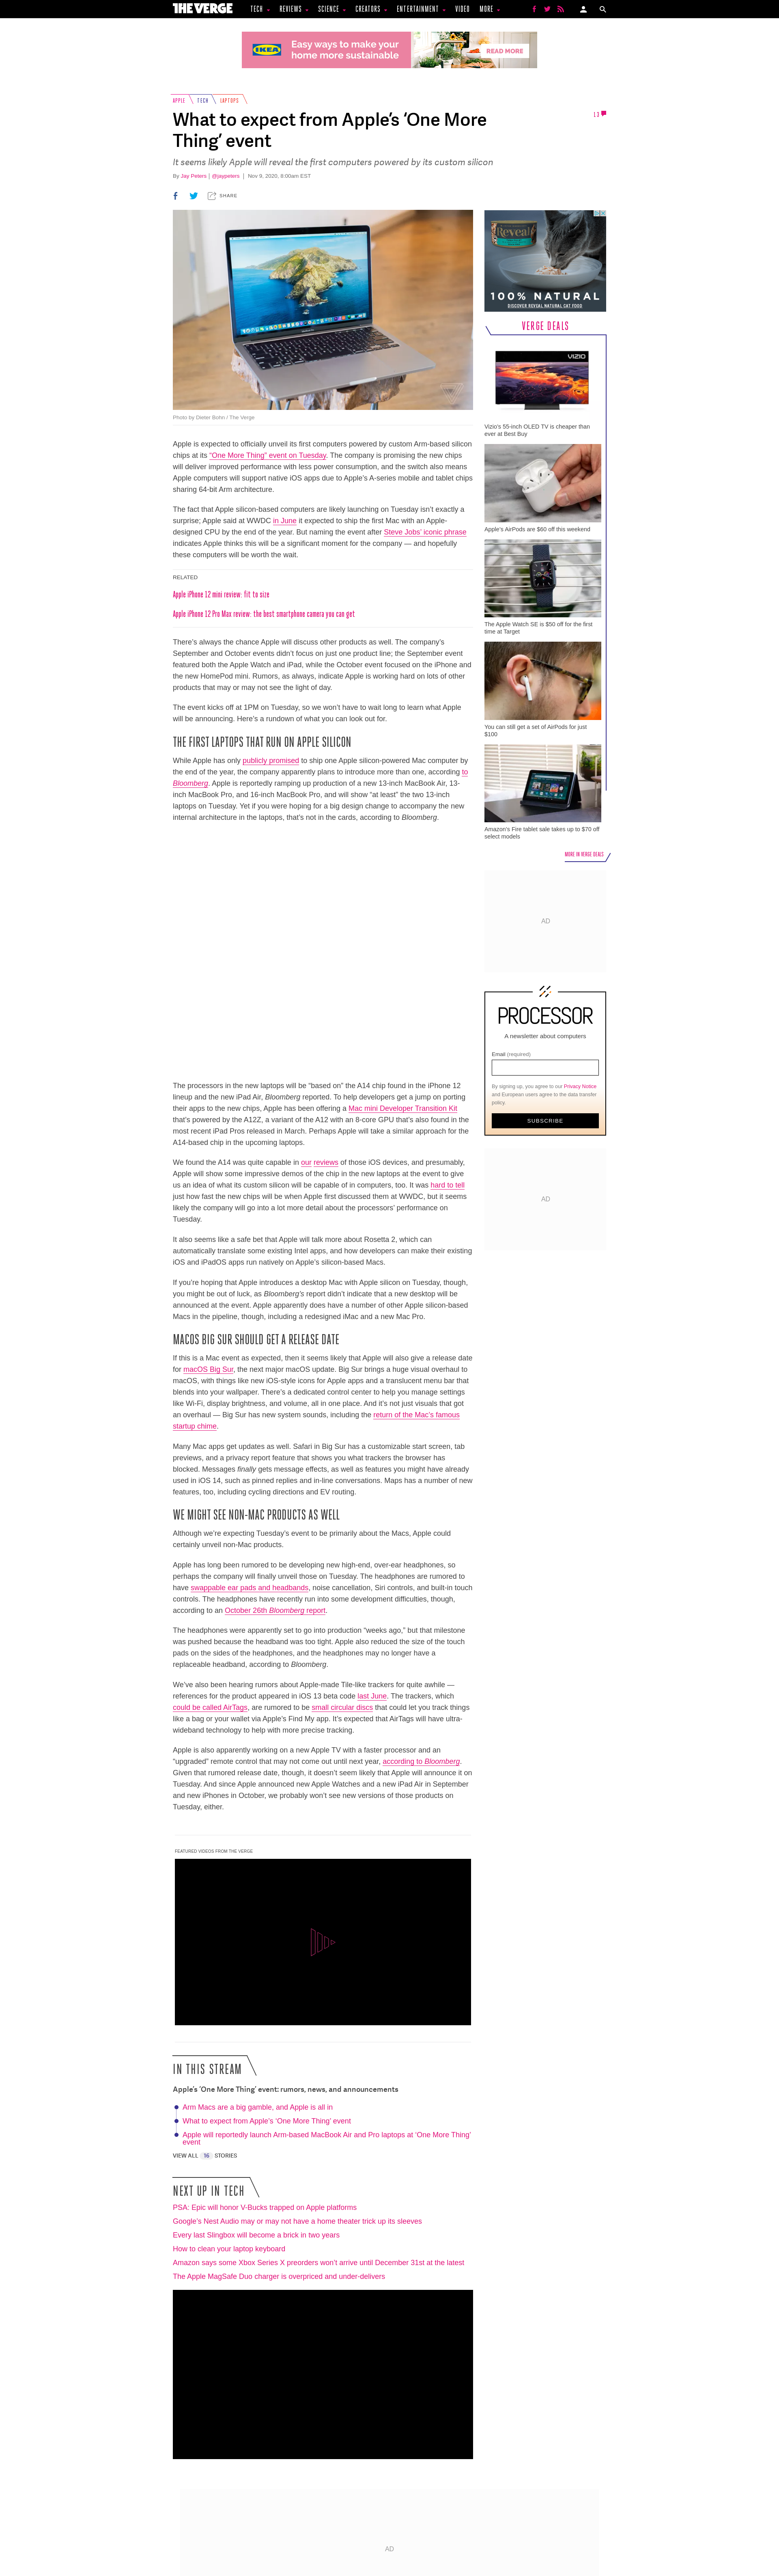 THE VERGE
TECH
REVIEWS
SCIENCE
CREATORS
ENTERTAINMENT
VIDEO
MORE
IKEA
Easy ways to make your
home more sustainable
READ MORE
APPLE
TECH
LAPTOPS
What to expect from Apple’s ‘One More
Thing’ event
13
It seems likely Apple will reveal the first computers powered by its custom silicon
By Jay Peters | @jaypeters | Nov 9, 2020, 8:00am EST
SHARE
Photo by Dieter Bohn / The Verge
Apple is expected to officially unveil its first computers powered by custom Arm-based silicon
chips at its “One More Thing” event on Tuesday. The company is promising the new chips
will deliver improved performance with less power consumption, and the switch also means
Apple computers will support native iOS apps due to Apple’s A-series mobile and tablet chips
sharing 64-bit Arm architecture.
The fact that Apple silicon-based computers are likely launching on Tuesday isn’t exactly a
surprise; Apple said at WWDC in June it expected to ship the first Mac with an Apple-
designed CPU by the end of the year. But naming the event after Steve Jobs’ iconic phrase
indicates Apple thinks this will be a significant moment for the company — and hopefully
these computers will be worth the wait.
RELATED
Apple iPhone 12 mini review: fit to size
Apple iPhone 12 Pro Max review: the best smartphone camera you can get
There’s always the chance Apple will discuss other products as well. The company’s
September and October events didn’t focus on just one product line; the September event
featured both the Apple Watch and iPad, while the October event focused on the iPhone and
the new HomePod mini. Rumors, as always, indicate Apple is working hard on lots of other
products that may or may not see the light of day.
The event kicks off at 1PM on Tuesday, so we won’t have to wait long to learn what Apple
will be announcing. Here’s a rundown of what you can look out for.
THE FIRST LAPTOPS THAT RUN ON APPLE SILICON
While Apple has only publicly promised to ship one Apple silicon-powered Mac computer by
the end of the year, the company apparently plans to introduce more than one, according to
Bloomberg. Apple is reportedly ramping up production of a new 13-inch MacBook Air, 13-
inch MacBook Pro, and 16-inch MacBook Pro, and will show “at least” the two 13-inch
laptops on Tuesday. Yet if you were hoping for a big design change to accompany the new
internal architecture in the laptops, that’s not in the cards, according to Bloomberg.
The processors in the new laptops will be “based on” the A14 chip found in the iPhone 12
lineup and the new iPad Air, Bloomberg reported. To help developers get a jump on porting
their apps to the new chips, Apple has been offering a Mac mini Developer Transition Kit
that’s powered by the A12Z, a variant of the A12 with an 8-core GPU that’s also found in the
most recent iPad Pros released in March. Perhaps Apple will take a similar approach for the
A14-based chip in the upcoming laptops.
We found the A14 was quite capable in our reviews of those iOS devices, and presumably,
Apple will show some impressive demos of the chip in the new laptops at the event to give
us an idea of what its custom silicon will be capable of in computers, too. It was hard to tell
just how fast the new chips will be when Apple first discussed them at WWDC, but it seems
likely the company will go into a lot more detail about the processors’ performance on
Tuesday.
It also seems like a safe bet that Apple will talk more about Rosetta 2, which can
automatically translate some existing Intel apps, and how developers can make their existing
iOS and iPadOS apps run natively on Apple’s silicon-based Macs.
If you’re hoping that Apple introduces a desktop Mac with Apple silicon on Tuesday, though,
you might be out of luck, as Bloomberg’s report didn’t indicate that a new desktop will be
announced at the event. Apple apparently does have a number of other Apple silicon-based
Macs in the pipeline, though, including a redesigned iMac and a new Mac Pro.
MACOS BIG SUR SHOULD GET A RELEASE DATE
If this is a Mac event as expected, then it seems likely that Apple will also give a release date
for macOS Big Sur, the next major macOS update. Big Sur brings a huge visual overhaul to
macOS, with things like new iOS-style icons for Apple apps and a translucent menu bar that
blends into your wallpaper. There’s a dedicated control center to help you manage settings
like Wi-Fi, display brightness, and volume, all in one place. And it’s not just visuals that got
an overhaul — Big Sur has new system sounds, including the return of the Mac’s famous
startup chime.
Many Mac apps get updates as well. Safari in Big Sur has a customizable start screen, tab
previews, and a privacy report feature that shows you what trackers the browser has
blocked. Messages finally gets message effects, as well as features you might have already
used in iOS 14, such as pinned replies and in-line conversations. Maps has a number of new
features, too, including cycling directions and EV routing.
WE MIGHT SEE NON-MAC PRODUCTS AS WELL
Although we’re expecting Tuesday’s event to be primarily about the Macs, Apple could
certainly unveil non-Mac products.
Apple has long been rumored to be developing new high-end, over-ear headphones, so
perhaps the company will finally unveil those on Tuesday. The headphones are rumored to
have swappable ear pads and headbands, noise cancellation, Siri controls, and built-in touch
controls. The headphones have recently run into some development difficulties, though,
according to an October 26th Bloomberg report.
The headphones were apparently set to go into production “weeks ago,” but that milestone
was pushed because the headband was too tight. Apple also reduced the size of the touch
pads on the sides of the headphones, and the headphones may no longer have a
replaceable headband, according to Bloomberg.
We’ve also been hearing rumors about Apple-made Tile-like trackers for quite awhile —
references for the product appeared in iOS 13 beta code last June. The trackers, which
could be called AirTags, are rumored to be small circular discs that could let you track things
like a bag or your wallet via Apple’s Find My app. It’s expected that AirTags will have ultra-
wideband technology to help with more precise tracking.
Apple is also apparently working on a new Apple TV with a faster processor and an
“upgraded” remote control that may not come out until next year, according to Bloomberg.
Given that rumored release date, though, it doesn’t seem likely that Apple will announce it on
Tuesday. And since Apple announced new Apple Watches and a new iPad Air in September
and new iPhones in October, we probably won’t see new versions of those products on
Tuesday, either.
FEATURED VIDEOS FROM THE VERGE
IN THIS STREAM
Apple’s ‘One More Thing’ event: rumors, news, and announcements
Arm Macs are a big gamble, and Apple is all in
What to expect from Apple’s ‘One More Thing’ event
Apple will reportedly launch Arm-based MacBook Air and Pro laptops at ‘One More Thing’
event
VIEW ALL 16 STORIES
NEXT UP IN TECH
PSA: Epic will honor V-Bucks trapped on Apple platforms
Google’s Nest Audio may or may not have a home theater trick up its sleeves
Every last Slingbox will become a brick in two years
How to clean your laptop keyboard
Amazon says some Xbox Series X preorders won’t arrive until December 31st at the latest
The Apple MagSafe Duo charger is overpriced and under-delivers
AD
Reveal
100% NATURAL
DISCOVER REVEAL NATURAL CAT FOOD
VERGE DEALS
VIZIO
Vizio’s 55-inch OLED TV is cheaper than
ever at Best Buy
Apple’s AirPods are $60 off this weekend
The Apple Watch SE is $50 off for the first
time at Target
You can still get a set of AirPods for just
$100
Amazon’s Fire tablet sale takes up to $70 off
select models
MORE IN VERGE DEALS
AD
PROCESSOR
A newsletter about computers
Email (required)
By signing up, you agree to our Privacy Notice
and European users agree to the data transfer
policy.
SUBSCRIBE
AD